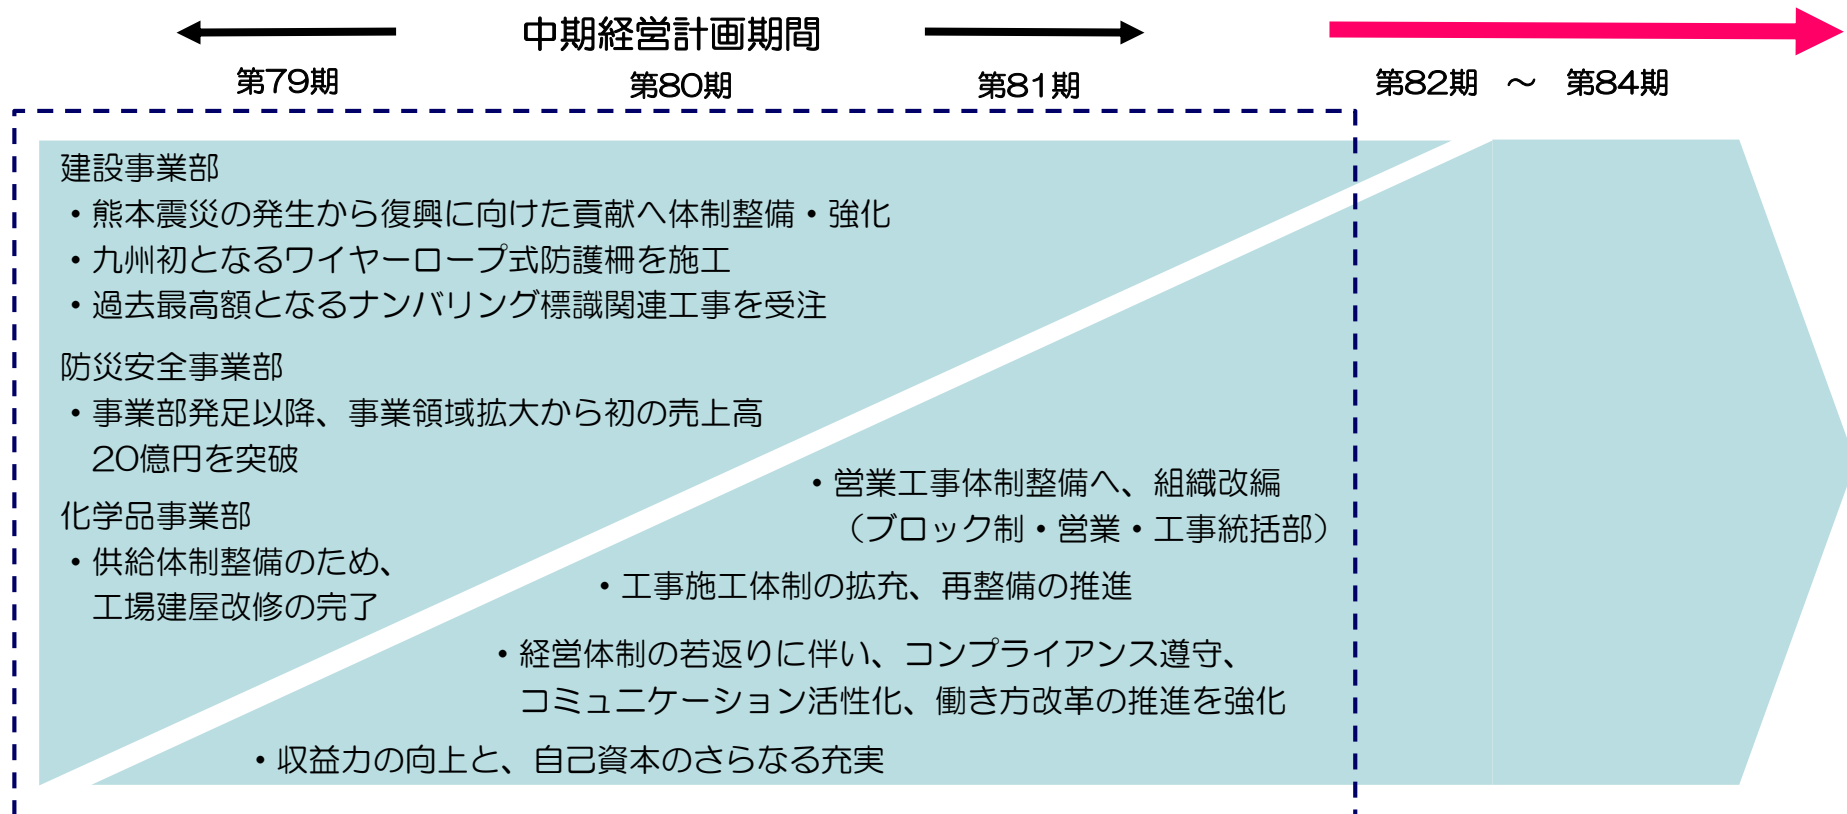 中期経営計画期間
第79期
第80期
第81期
第82期 ～ 第84期
建設事業部
・熊本震災の発生から復興に向けた貢献へ体制整備・強化
・九州初となるワイヤーロープ式防護柵を施工
・過去最高額となるナンバリング標識関連工事を受注
防災安全事業部
・事業部発足以降、事業領域拡大から初の売上高
20億円を突破
化学品事業部
・供給体制整備のため、
工場建屋改修の完了
・営業工事体制整備へ、組織改編
（ブロック制・営業・工事統括部）
・工事施工体制の拡充、再整備の推進
・経営体制の若返りに伴い、コンプライアンス遵守、
コミュニケーション活性化、働き方改革の推進を強化
・収益力の向上と、自己資本のさらなる充実